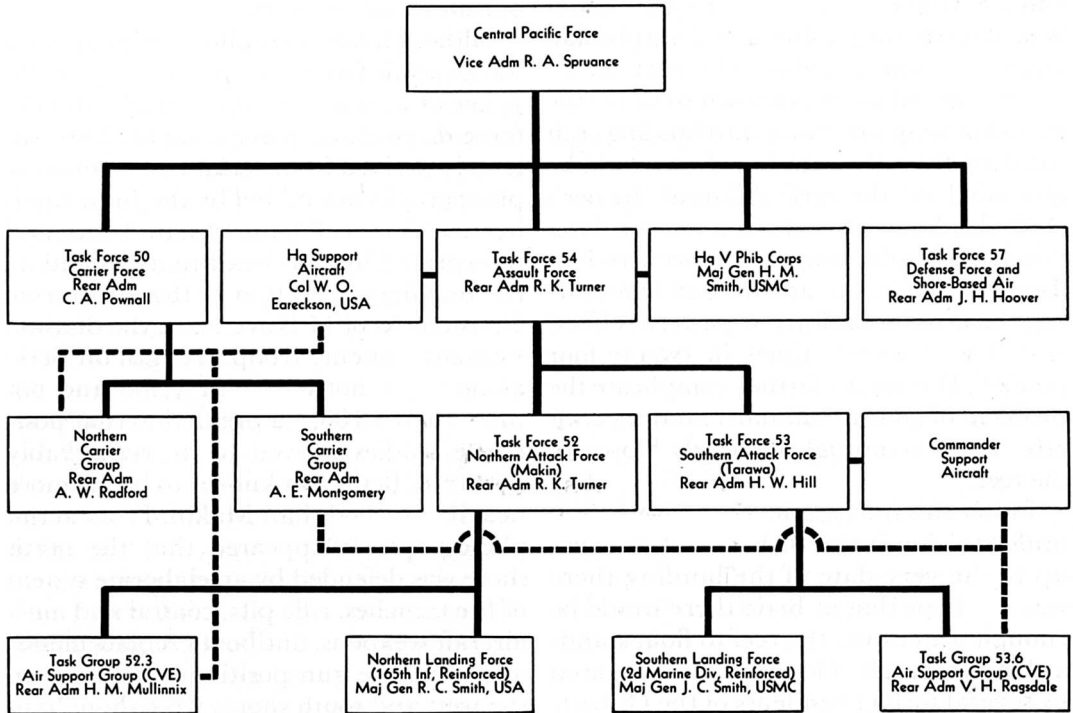 Central Pacific Force
Vice Adm R. A. Spruance
Task Force 50
Carrier Force
Rear Adm
C. A. Pownall
Hq Support
Aircraft
Col W. O.
Eareckson, USA
Task Force 54
Assault Force
Rear Adm R. K. Turner
Hq V Phib Corps
Maj Gen H. M.
Smith, USMC
Task Force 57
Defense Force and
Shore-Based Air
Rear Adm J. H. Hoover
Northern
Carrier
Group
Rear Adm
A. W. Radford
Southern
Carrier
Group
Rear Adm
A. E. Montgomery
Task Force 52
Northern Attack Force
(Makin)
Rear Adm R. K. Turner
Task Force 53
Southern Attack Force
(Tarawa)
Rear Adm H. W. Hill
Commander
Support
Aircraft
Task Group 52.3
Air Support Group (CVE)
Rear Adm H. M. Mullinnix
Northern Landing Force
(165th Inf, Reinforced)
Maj Gen R. C. Smith, USA
Southern Landing Force
(2d Marine Div, Reinforced)
Maj Gen J. C. Smith, USMC
Task Group 53.6
Air Support Group (CVE)
Rear Adm V. H. Ragsdale